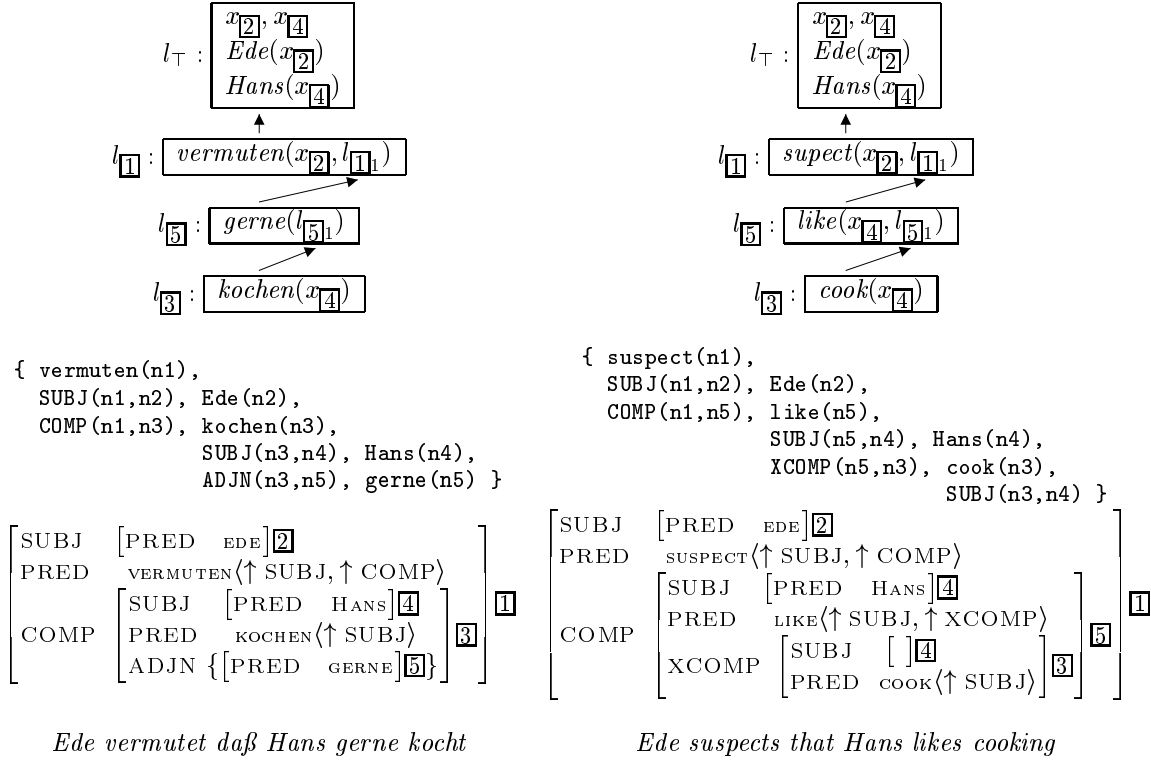 x2, x4
Ede(x2)
l⊤ :
Hans(x4)
l1 : vermuten(x2, l11)
l5 : gerne(l51)
l3 : kochen(x4)
{ vermuten(n1),
SUBJ(n1,n2), Ede(n2),
COMP(n1,n3), kochen(n3),
SUBJ(n3,n4), Hans(n4),
ADJN(n3,n5), gerne(n5) }
SUBJ [PRED EDE]2
PRED VERMUTEN⟨↑ SUBJ, ↑ COMP⟩
SUBJ [PRED HANS]4
COMP PRED KOCHEN⟨↑ SUBJ⟩ 3 1
ADJN {[PRED GERNE]5}
Ede vermutet daß Hans gerne kocht
x2, x4
Ede(x2)
l⊤ :
Hans(x4)
l1 : supect(x2, l11)
l5 : like(x4, l51)
l3 : cook(x4)
{ suspect(n1),
SUBJ(n1,n2), Ede(n2),
COMP(n1,n5), like(n5),
SUBJ(n5,n4), Hans(n4),
XCOMP(n5,n3), cook(n3),
SUBJ(n3,n4) }
SUBJ [PRED EDE]2
PRED SUSPECT⟨↑ SUBJ, ↑ COMP⟩
SUBJ [PRED HANS]4
PRED LIKE⟨↑ SUBJ, ↑ XCOMP⟩
COMP 5 1
XCOMP SUBJ [ ]4
PRED COOK⟨↑ SUBJ⟩ 3
Ede suspects that Hans likes cooking